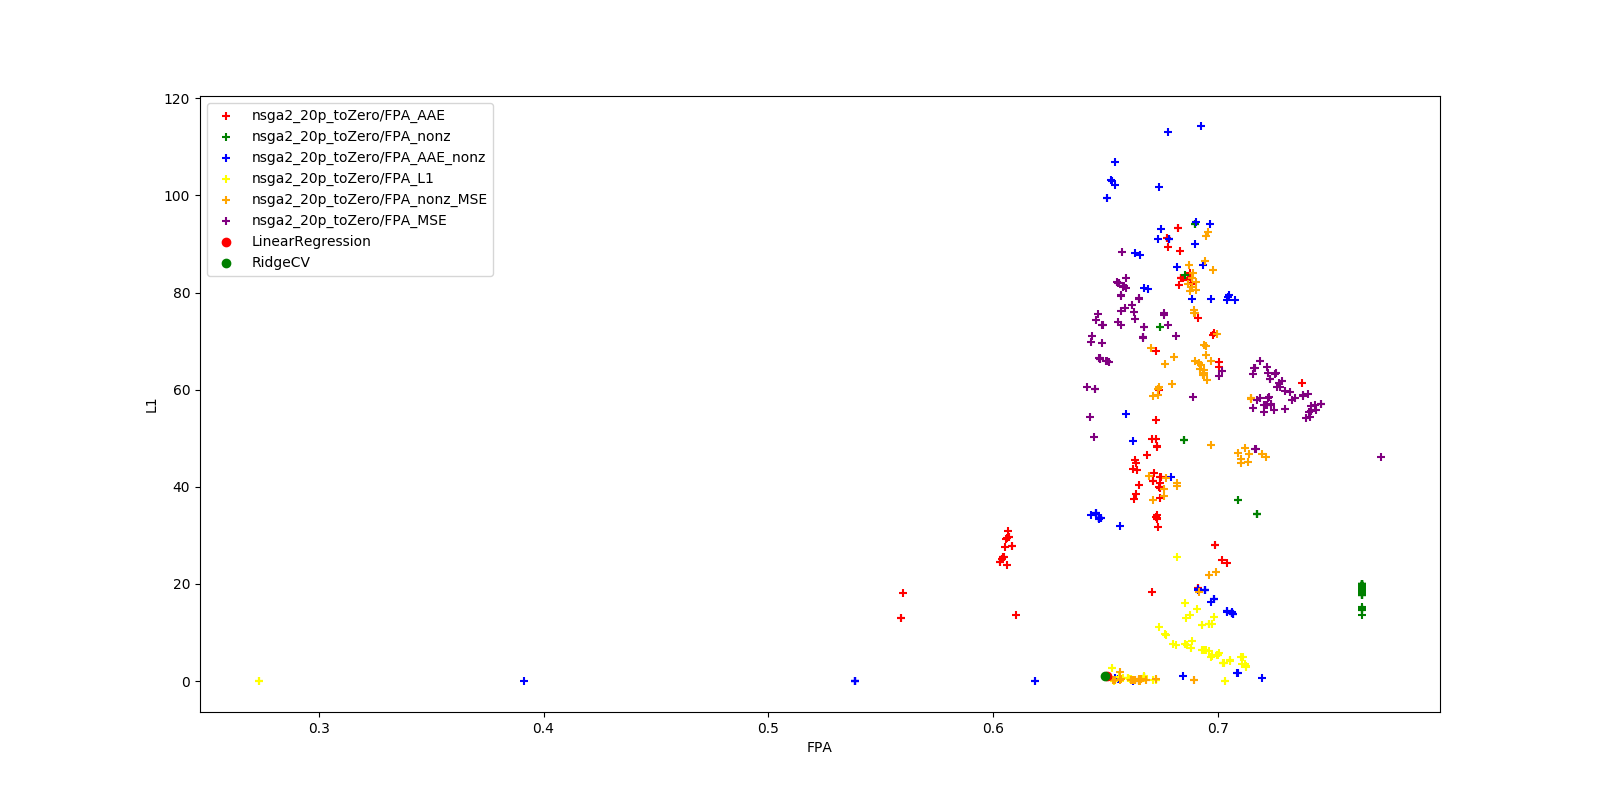 120
100
80
60
40
20
0
L1
nsga2_20p_toZero/FPA_AAE
nsga2_20p_toZero/FPA_nonz
nsga2_20p_toZero/FPA_AAE_nonz
nsga2_20p_toZero/FPA_L1
nsga2_20p_toZero/FPA_nonz_MSE
nsga2_20p_toZero/FPA_MSE
LinearRegression
RidgeCV
0.3 0.4 0.5 0.6 0.7
FPA